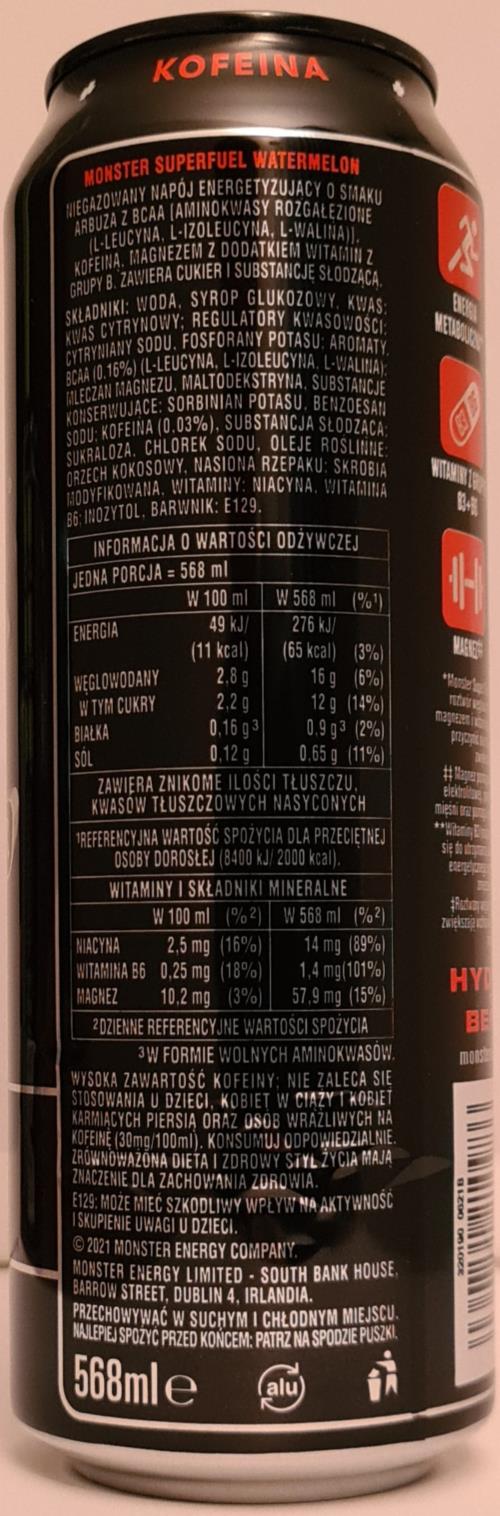 KOFEINA
MONSTER SUPERFUEL WATERMELON
NIEGAZOWANY NAPÓJ ENERGETYZUJĄCY O SMAKU
ARBUZA Z BCAA [AMINOKWASY ROZGAŁĘZIONE
(L-LEUCYNA, L-IZOLEUCYNA, L-WALINA)],
KOFEINĄ, MAGNEZEM Z DODATKIEM WITAMIN Z
GRUPY B. ZAWIERA CUKIER I SUBSTANCJĘ SŁODZĄCĄ.
SKŁADNIKI: WODA, SYROP GLUKOZOWY, KWAS:
KWAS CYTRYNOWY; REGULATORY KWASOWOŚCI:
CYTRYNIANY SODU, FOSFORANY POTASU; AROMATY,
BCAA (0.16%) (L-LEUCYNA, L-IZOLEUCYNA, L-WALINA);
MLECZAN MAGNEZU, MALTODEKSTRYNA, SUBSTANCJE
KONSERWUJĄCE: SORBINIAN POTASU, BENZOESAN
SODU; KOFEINA (0.03%), SUBSTANCJA SŁODZĄCA:
SUKRALOZA, CHLOREK SODU, OLEJE ROŚLINNE:
ORZECH KOKOSOWY, NASIONA RZEPAKU; SKROBIA
MODYFIKOWANA, WITAMINY: NIACYNA, WITAMINA
B6; INOZYTOL, BARWNIK: E129.
INFORMACJA O WARTOŚCI ODŻYWCZEJ
JEDNA PORCJA = 568 ml
W 100 ml W 568 ml (%¹)
ENERGIA 49 kJ/ 276 kJ/
(11 kcal) (65 kcal) (3%)
WĘGLOWODANY 2,8 g 16 g (6%)
W TYM CUKRY 2,2 g 12 g (14%)
BIAŁKA 0,16 g³ 0.9 g³ (2%)
SÓL 0,12 g 0,65 g (11%)
ZAWIERA ZNIKOME ILOŚCI TŁUSZCZU,
KWASÓW TŁUSZCZOWYCH NASYCONYCH
¹REFERENCYJNA WARTOŚĆ SPOŻYCIA DLA PRZECIĘTNEJ
OSOBY DOROSŁEJ (8400 kJ/ 2000 kcal).
WITAMINY I SKŁADNIKI MINERALNE
W 100 ml (%²) W 568 ml (%²)
NIACYNA 2,5 mg (16%) 14 mg (89%)
WITAMINA B6 0,25 mg (18%) 1,4 mg(101%)
MAGNEZ 10,2 mg (3%) 57,9 mg (15%)
²DZIENNE REFERENCYJNE WARTOŚCI SPOŻYCIA
³W FORMIE WOLNYCH AMINOKWASÓW.
WYSOKA ZAWARTOŚĆ KOFEINY; NIE ZALECA SIĘ
STOSOWANIA U DZIECI, KOBIET W CIĄŻY I KOBIET
KARMIĄCYCH PIERSIĄ ORAZ OSÓB WRAŻLIWYCH NA
KOFEINĘ (30mg/100ml). KONSUMUJ ODPOWIEDZIALNIE.
ZRÓWNOWAŻONA DIETA I ZDROWY STYL ŻYCIA MAJĄ
ZNACZENIE DLA ZACHOWANIA ZDROWIA.
E129: MOŻE MIEĆ SZKODLIWY WPŁYW NA AKTYWNOŚĆ
I SKUPIENIE UWAGI U DZIECI.
© 2021 MONSTER ENERGY COMPANY.
MONSTER ENERGY LIMITED - SOUTH BANK HOUSE,
BARROW STREET, DUBLIN 4, IRLANDIA.
PRZECHOWYWAĆ W SUCHYM I CHŁODNYM MIEJSCU.
NAJLEPIEJ SPOŻYĆ PRZED KOŃCEM: PATRZ NA SPODZIE PUSZKI.
568ml e
alu
ENERGIA
WITAMINY Z
B3+B6
MAGNEZ‡‡
HYD
BE
320190 0621B